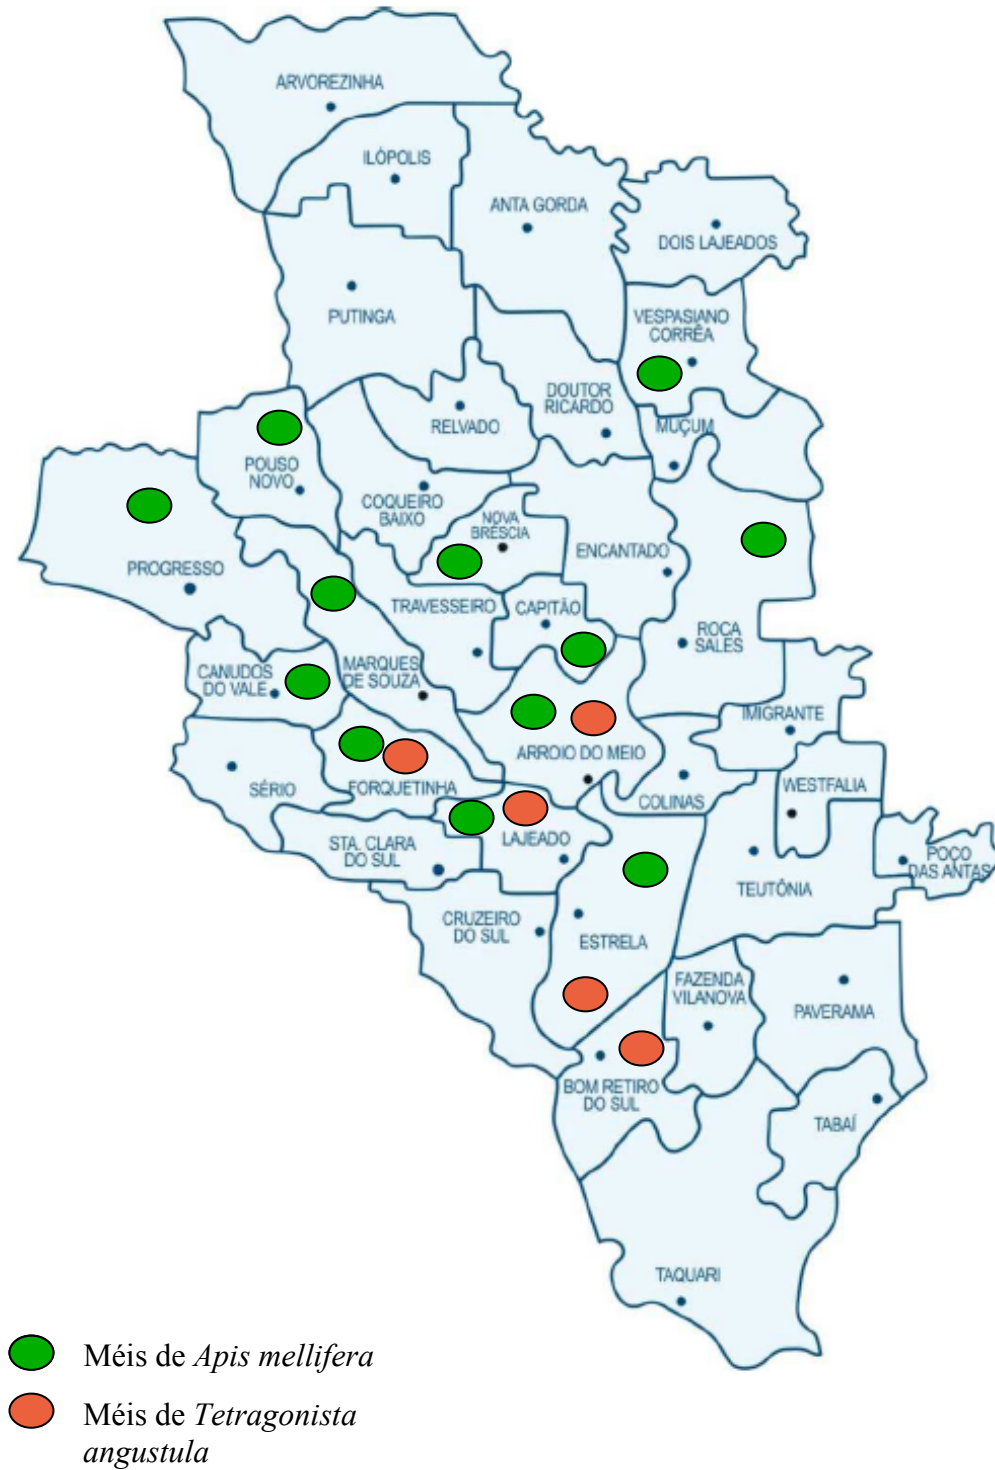 ARVOREZINHA
ILÓPOLIS
ANTA GORDA
DOIS LAJEADOS
PUTINGA
VESPASIANO
CORRÊA
DOUTOR
RICARDO
RELVADO
MUÇUM
POUSO
NOVO
COQUEIRO
BAIXO
NOVA
BRÉSCIA
ENCANTADO
PROGRESSO
TRAVESSEIRO
CAPITÃO
ROCA
SALES
CANUDOS
DO VALE
MARQUES
DE SOUZA
IMIGRANTE
ARROIO DO MEIO
SÉRIO
FORQUETINHA
COLINAS
WESTFALIA
STA. CLARA
DO SUL
LAJEADO
POÇO
DAS ANTAS
TEUTÔNIA
CRUZEIRO
DO SUL
ESTRELA
FAZENDA
VILANOVA
PAVERAMA
BOM RETIRO
DO SUL
TABAÍ
TAQUARI
Méis de Apis mellifera
Méis de Tetragonista
angustula